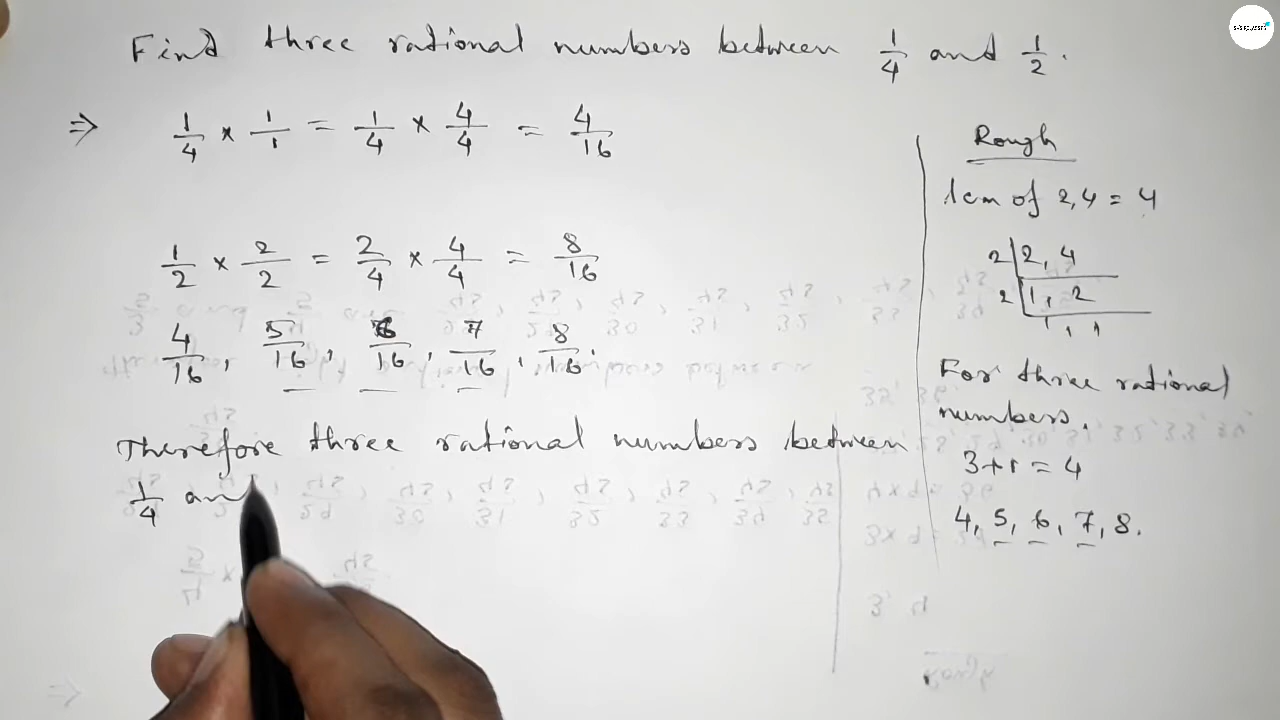 Find three rational numbers between 1/4 and 1/2.
⇒ 1/4 × 1/1 = 1/4 × 4/4 = 4/16
1/2 × 2/2 = 2/4 × 4/4 = 8/16
4/16, 5/16, 6/16, 7/16, 8/16.
Therefore three rational numbers between
1/4 an
Rough
lcm of 2,4 = 4
2 | 2, 4
2 | 1, 2
1, 1
For three rational
numbers.
3+1 = 4
4, 5, 6, 7, 8.